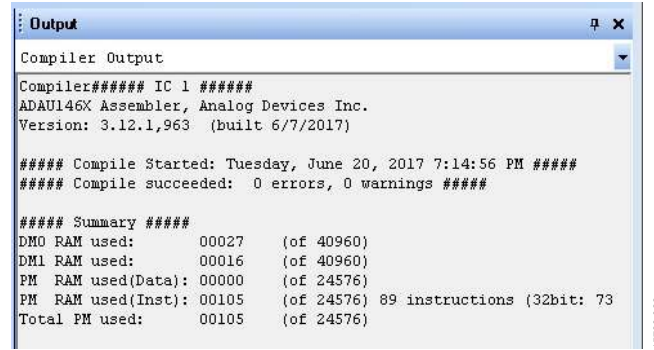 Output
Compiler Output
Compiler###### IC 1 ######
ADAU146X Assembler, Analog Devices Inc.
Version: 3.12.1,963 (built 6/7/2017)
##### Compile Started: Tuesday, June 20, 2017 7:14:56 PM #####
##### Compile succeeded: 0 errors, 0 warnings #####
##### Summary #####
DM0 RAM used: 00027 (of 40960)
DM1 RAM used: 00016 (of 40960)
PM RAM used(Data): 00000 (of 24576)
PM RAM used(Inst): 00105 (of 24576) 89 instructions (32bit: 73
Total PM used: 00105 (of 24576)